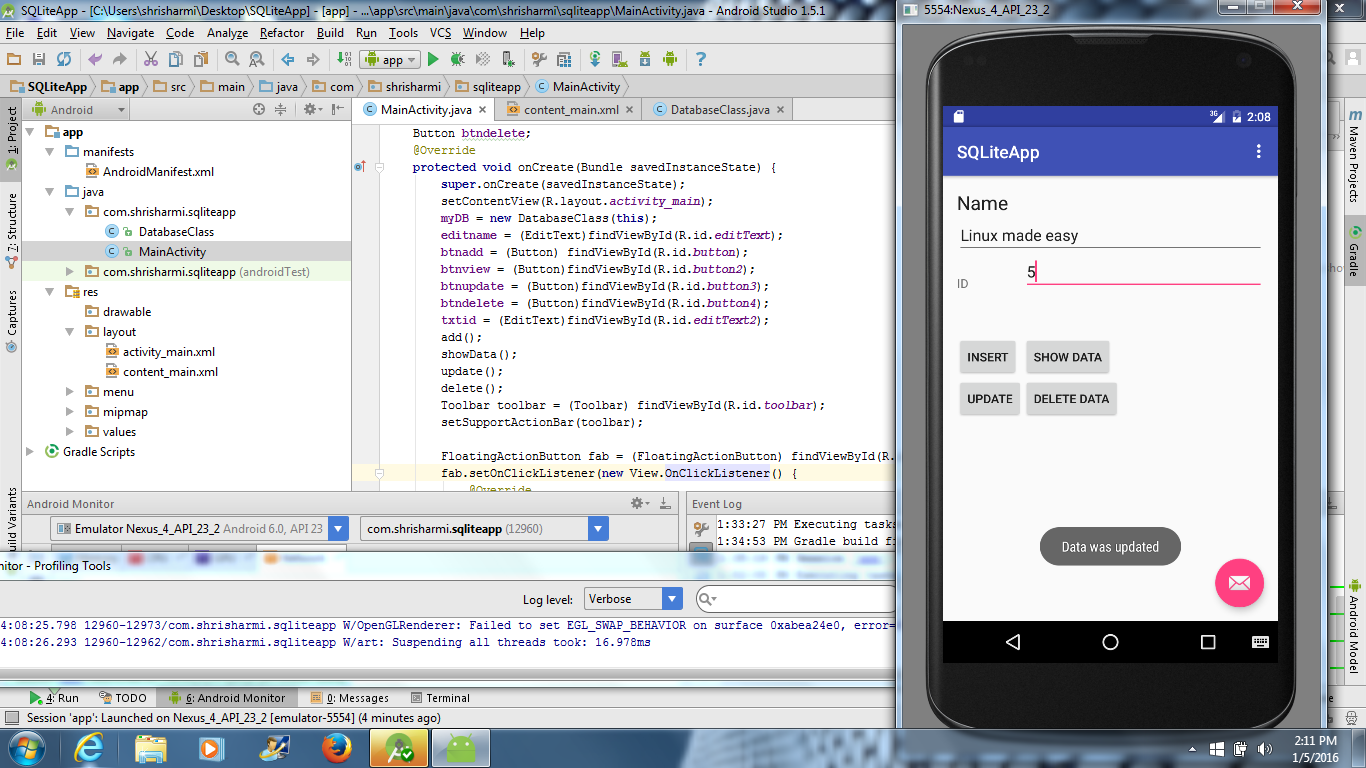 SQLiteApp - [C:\Users\shrisharmi\Desktop\SQLiteApp] - [app] - ...\app\src\main\java\com\shrisharmi\sqliteapp\MainActivity.java - Android Studio 1.5.1
File Edit View Navigate Code Analyze Refactor Build Run Tools VCS Window Help
app
SQLiteApp app src main java com shrisharmi sqliteapp MainActivity
Android
MainActivity.java content_main.xml DatabaseClass.java
1: Project
7: Structure
Captures
Build Variants
app
manifests
AndroidManifest.xml
java
com.shrisharmi.sqliteapp
DatabaseClass
MainActivity
com.shrisharmi.sqliteapp (androidTest)
res
drawable
layout
activity_main.xml
content_main.xml
menu
mipmap
values
Gradle Scripts
Button btndelete;
@Override
protected void onCreate(Bundle savedInstanceState) {
super.onCreate(savedInstanceState);
setContentView(R.layout.activity_main);
myDB = new DatabaseClass(this);
editname = (EditText)findViewById(R.id.editText);
btnadd = (Button) findViewById(R.id.button);
btnview = (Button)findViewById(R.id.button2);
btnupdate = (Button)findViewById(R.id.button3);
btndelete = (Button)findViewById(R.id.button4);
txtid = (EditText)findViewById(R.id.editText2);
add();
showData();
update();
delete();
Toolbar toolbar = (Toolbar) findViewById(R.id.toolbar);
setSupportActionBar(toolbar);
FloatingActionButton fab = (FloatingActionButton) findViewById(R.
fab.setOnClickListener(new View.OnClickListener() {
@Override
Android Monitor
Emulator Nexus_4_API_23_2 Android 6.0, API 23
com.shrisharmi.sqliteapp (12960)
Event Log
1:33:27 PM Executing tasks
1:34:53 PM Gradle build f
nitor - Profiling Tools
Log level: Verbose
4:08:25.798 12960-12973/com.shrisharmi.sqliteapp W/OpenGLRenderer: Failed to set EGL_SWAP_BEHAVIOR on surface 0xabea24e0, error=
4:08:26.293 12960-12962/com.shrisharmi.sqliteapp W/art: Suspending all threads took: 16.978ms
4: Run TODO 6: Android Monitor 0: Messages Terminal
Session 'app': Launched on Nexus_4_API_23_2 [emulator-5554] (4 minutes ago)
5554:Nexus_4_API_23_2
3G 2:08
SQLiteApp
Name
Linux made easy
ID
5
INSERT SHOW DATA
UPDATE DELETE DATA
Data was updated
Maven Projects
Gradle
Android Model
2:11 PM
1/5/2016